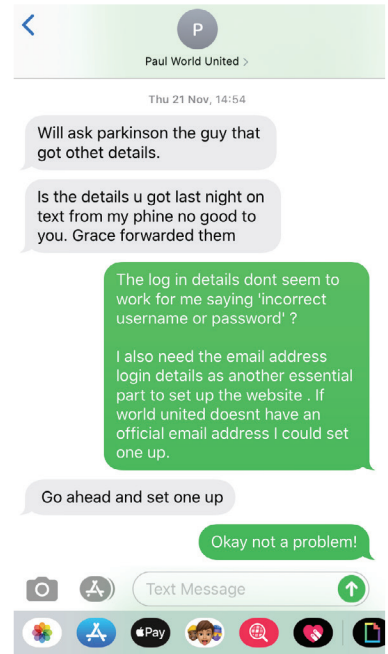 P
Paul World United >
Thu 21 Nov, 14:54
Will ask parkinson the guy that
got othet details.
Is the details u got last night on
text from my phine no good to
you. Grace forwarded them
The log in details dont seem to
work for me saying 'incorrect
username or password' ?
I also need the email address
login details as another essential
part to set up the website . If
world united doesnt have an
official email address I could set
one up.
Go ahead and set one up
Okay not a problem!
Text Message
Pay